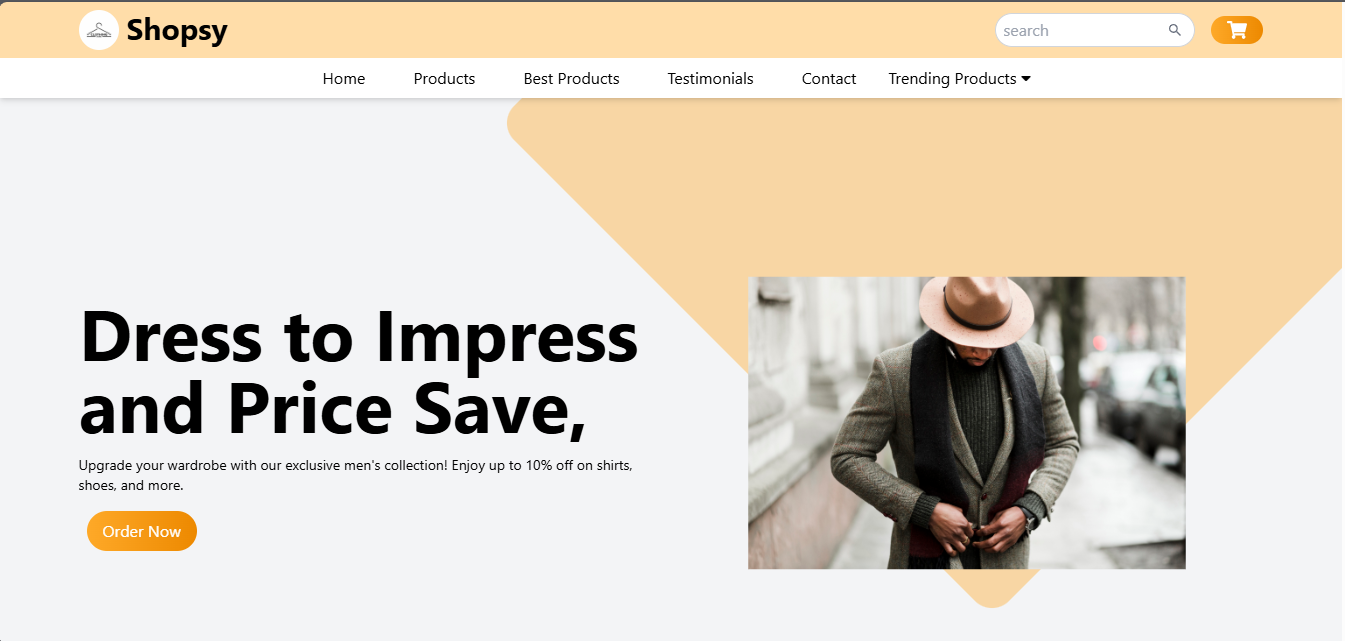 Shopsy
search
Home Products Best Products Testimonials Contact Trending Products
Dress to Impress
and Price Save,
Upgrade your wardrobe with our exclusive men's collection! Enjoy up to 10% off on shirts,
shoes, and more.
Order Now